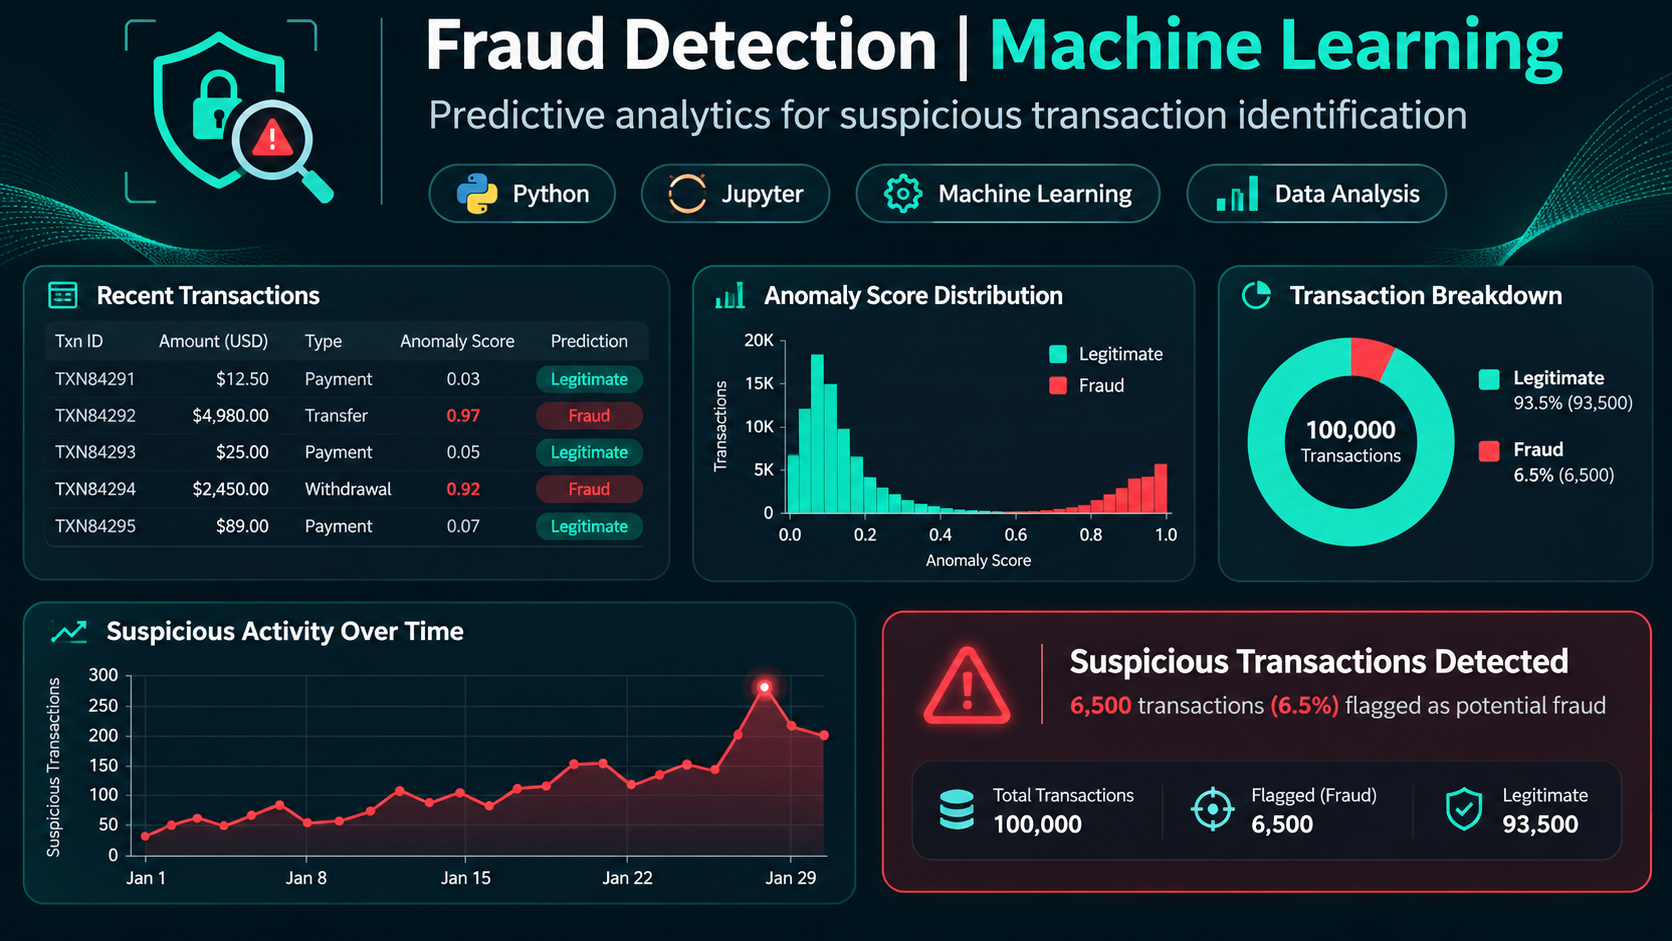 Fraud Detection | Machine Learning
Predictive analytics for suspicious transaction identification
Python
Jupyter
Machine Learning
Data Analysis
Recent Transactions
Txn ID Amount (USD) Type Anomaly Score Prediction
TXN84291 $12.50 Payment 0.03 Legitimate
TXN84292 $4,980.00 Transfer 0.97 Fraud
TXN84293 $25.00 Payment 0.05 Legitimate
TXN84294 $2,450.00 Withdrawal 0.92 Fraud
TXN84295 $89.00 Payment 0.07 Legitimate
Anomaly Score Distribution
Transactions
20K
15K
10K
5K
0
0.0 0.2 0.4 0.6 0.8 1.0
Anomaly Score
Legitimate
Fraud
Transaction Breakdown
100,000
Transactions
Legitimate
93.5% (93,500)
Fraud
6.5% (6,500)
Suspicious Activity Over Time
Suspicious Transactions
300
250
200
150
100
50
0
Jan 1 Jan 8 Jan 15 Jan 22 Jan 29
Suspicious Transactions Detected
6,500 transactions (6.5%) flagged as potential fraud
Total Transactions
100,000
Flagged (Fraud)
6,500
Legitimate
93,500